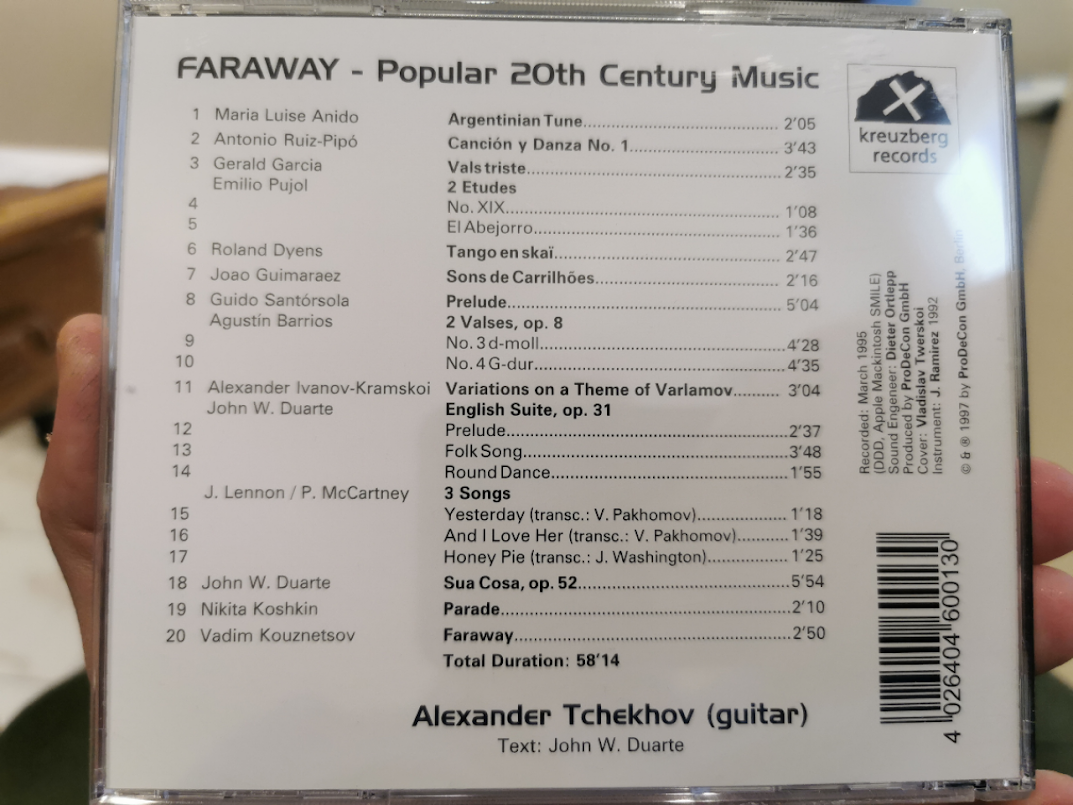 FARAWAY - Popular 20th Century Music
kreuzberg
records
1 Maria Luise Anido Argentinian Tune 2'05
2 Antonio Ruiz-Pipó Canción y Danza No. 1 3'43
3 Gerald Garcia Vals triste 2'35
Emilio Pujol 2 Etudes
4 No. XIX 1'08
5 El Abejorro 1'36
6 Roland Dyens Tango en skaï 2'47
7 Joao Guimaraez Sons de Carrilhões 2'16
8 Guido Santórsola Prelude 5'04
Agustín Barrios 2 Valses, op. 8
9 No. 3 d-moll 4'28
10 No. 4 G-dur 4'35
11 Alexander Ivanov-Kramskoi Variations on a Theme of Varlamov 3'04
John W. Duarte English Suite, op. 31
12 Prelude 2'37
13 Folk Song 3'48
14 Round Dance 1'55
J. Lennon / P. McCartney 3 Songs
15 Yesterday (transc.: V. Pakhomov) 1'18
16 And I Love Her (transc.: V. Pakhomov) 1'39
17 Honey Pie (transc.: J. Washington) 1'25
18 John W. Duarte Sua Cosa, op. 52 5'54
19 Nikita Koshkin Parade 2'10
20 Vadim Kouznetsov Faraway 2'50
Total Duration: 58'14
Alexander Tchekhov (guitar)
Text: John W. Duarte
Recorded: March 1995
(DDD, Apple Mackintosh SMILE)
Sound Engeneer: Dieter Ortlepp
Produced by ProDeCon GmbH
Cover: Vladislav Twerskoi
Instrument: J. Ramirez 1992
© & ℗ 1997 by ProDeCon GmbH, Berlin
4 026404 600130